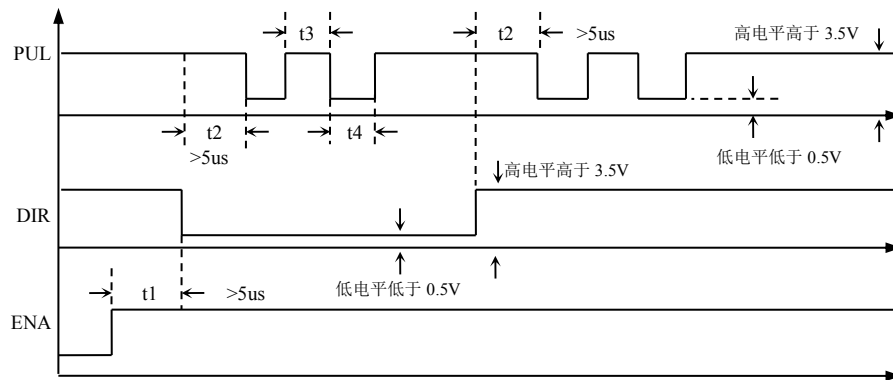 t3
t2
>5us
高电平高于 3.5V
PUL
t2
t4
>5us
低电平低于 0.5V
高电平高于 3.5V
DIR
低电平低于 0.5V
t1
>5us
ENA